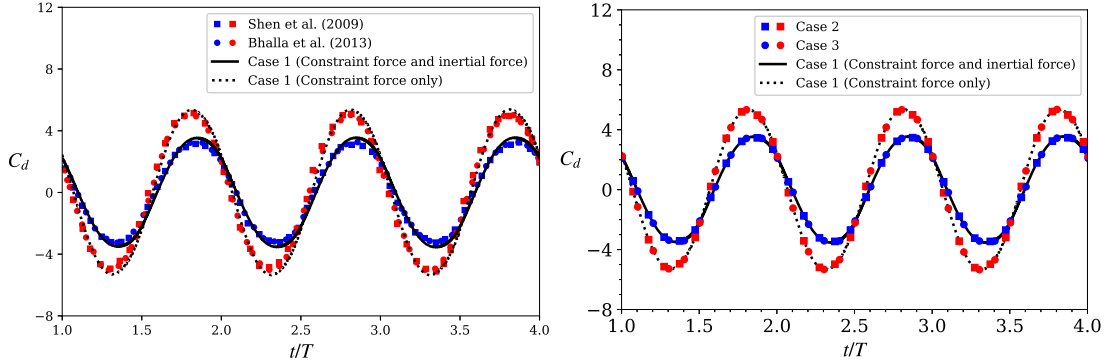 Shen et al. (2009)
Bhalla et al. (2013)
Case 1 (Constraint force and inertial force)
Case 1 (Constraint force only)
12
8
4
0
−4
−8
C_d
1.0 1.5 2.0 2.5 3.0 3.5 4.0
t/T
Case 2
Case 3
Case 1 (Constraint force and inertial force)
Case 1 (Constraint force only)
12
8
4
0
−4
−8
C_d
1.0 1.5 2.0 2.5 3.0 3.5 4.0
t/T